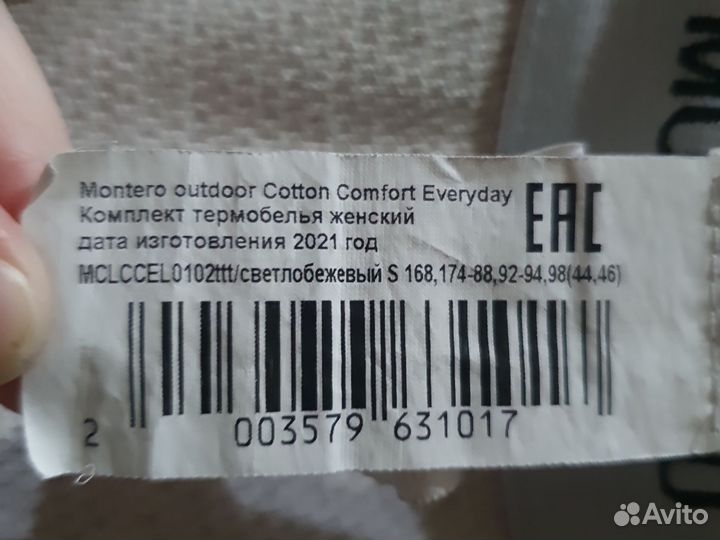 Montero outdoor Cotton Comfort Everyday
Комплект термобелья женский
дата изготовления 2021 год
EAC
MCLCCEL0102ttt/светлобежевый S 168,174-88,92-94,98(44,46)
2 003579 631017
Avito